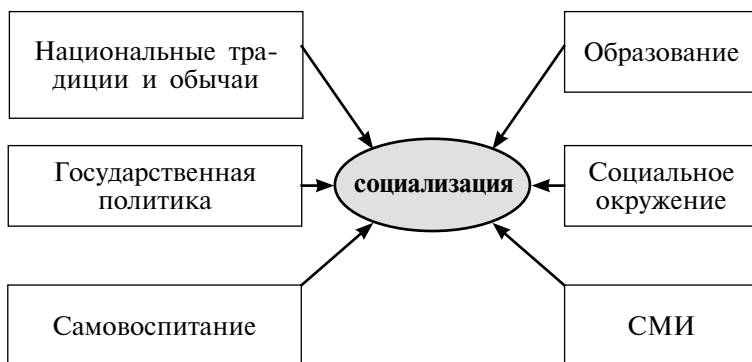 Национальные тра-
диции и обычаи
Образование
Государственная
политика
социализация
Социальное
окружение
Самовоспитание
СМИ